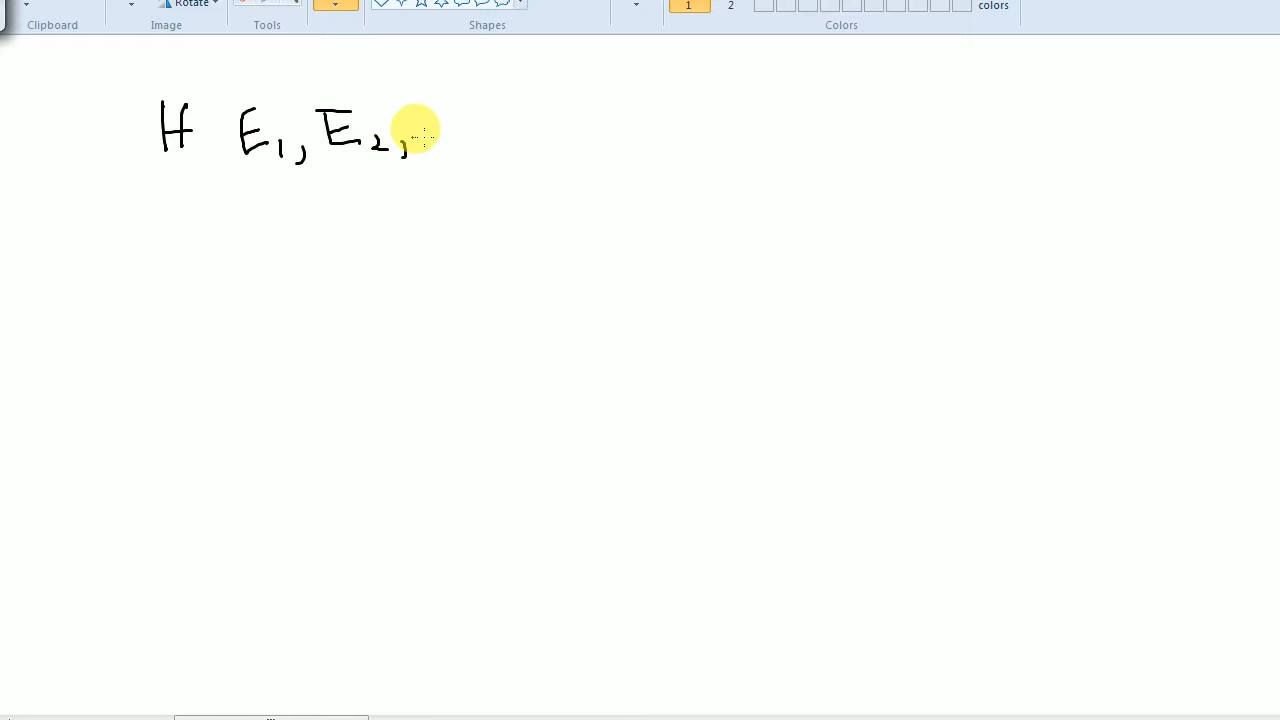 Rotate
1 2 colors
Clipboard Image Tools Shapes Colors
H E₁, E₂,